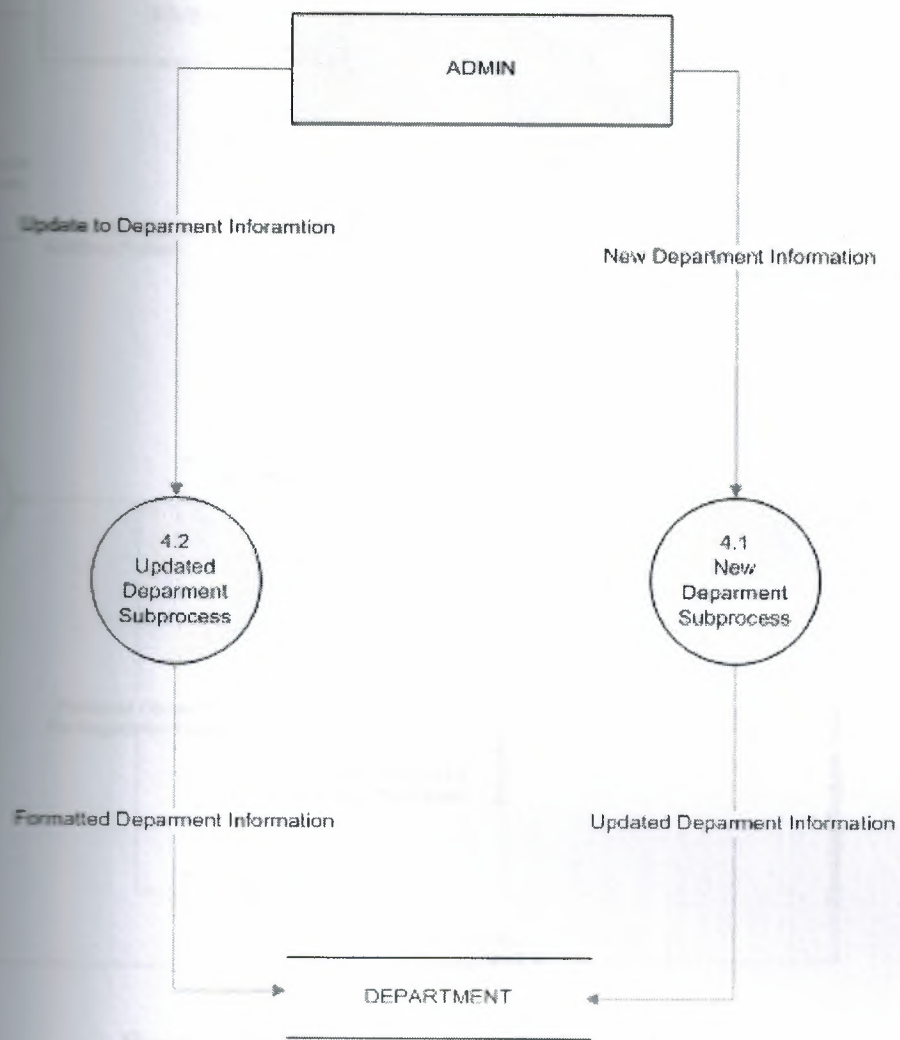 ADMIN
Update to Deparment Inforamtion
New Department Information
4.2
Updated
Deparment
Subprocess
4.1
New
Deparment
Subprocess
Formatted Deparment Information
Updated Deparment Information
DEPARTMENT